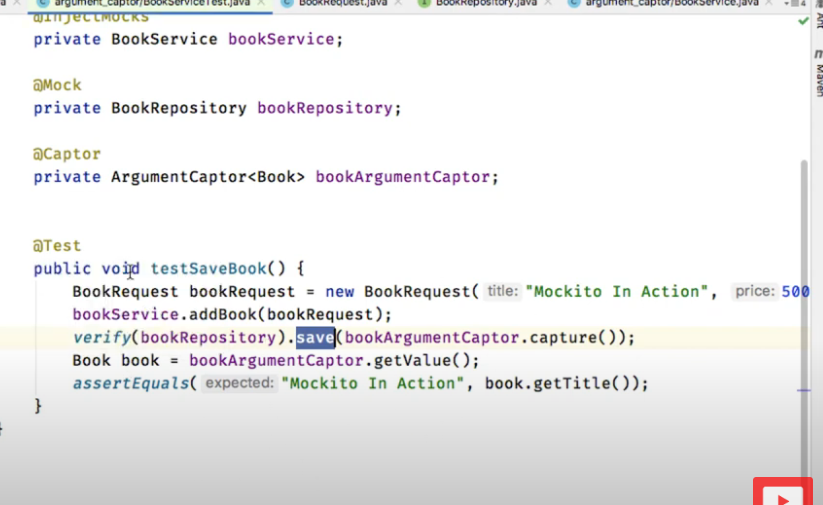 a argument_captor/BookServiceTest.java BookRequest.java BookRepository.java argument_captor/BookService.java
@InjectMocks
private BookService bookService;
@Mock
private BookRepository bookRepository;
@Captor
private ArgumentCaptor<Book> bookArgumentCaptor;
@Test
public void testSaveBook() {
BookRequest bookRequest = new BookRequest( title: "Mockito In Action", price: 500
bookService.addBook(bookRequest);
verify(bookRepository).save(bookArgumentCaptor.capture());
Book book = bookArgumentCaptor.getValue();
assertEquals( expected: "Mockito In Action", book.getTitle());
}
}
Ant
Maven